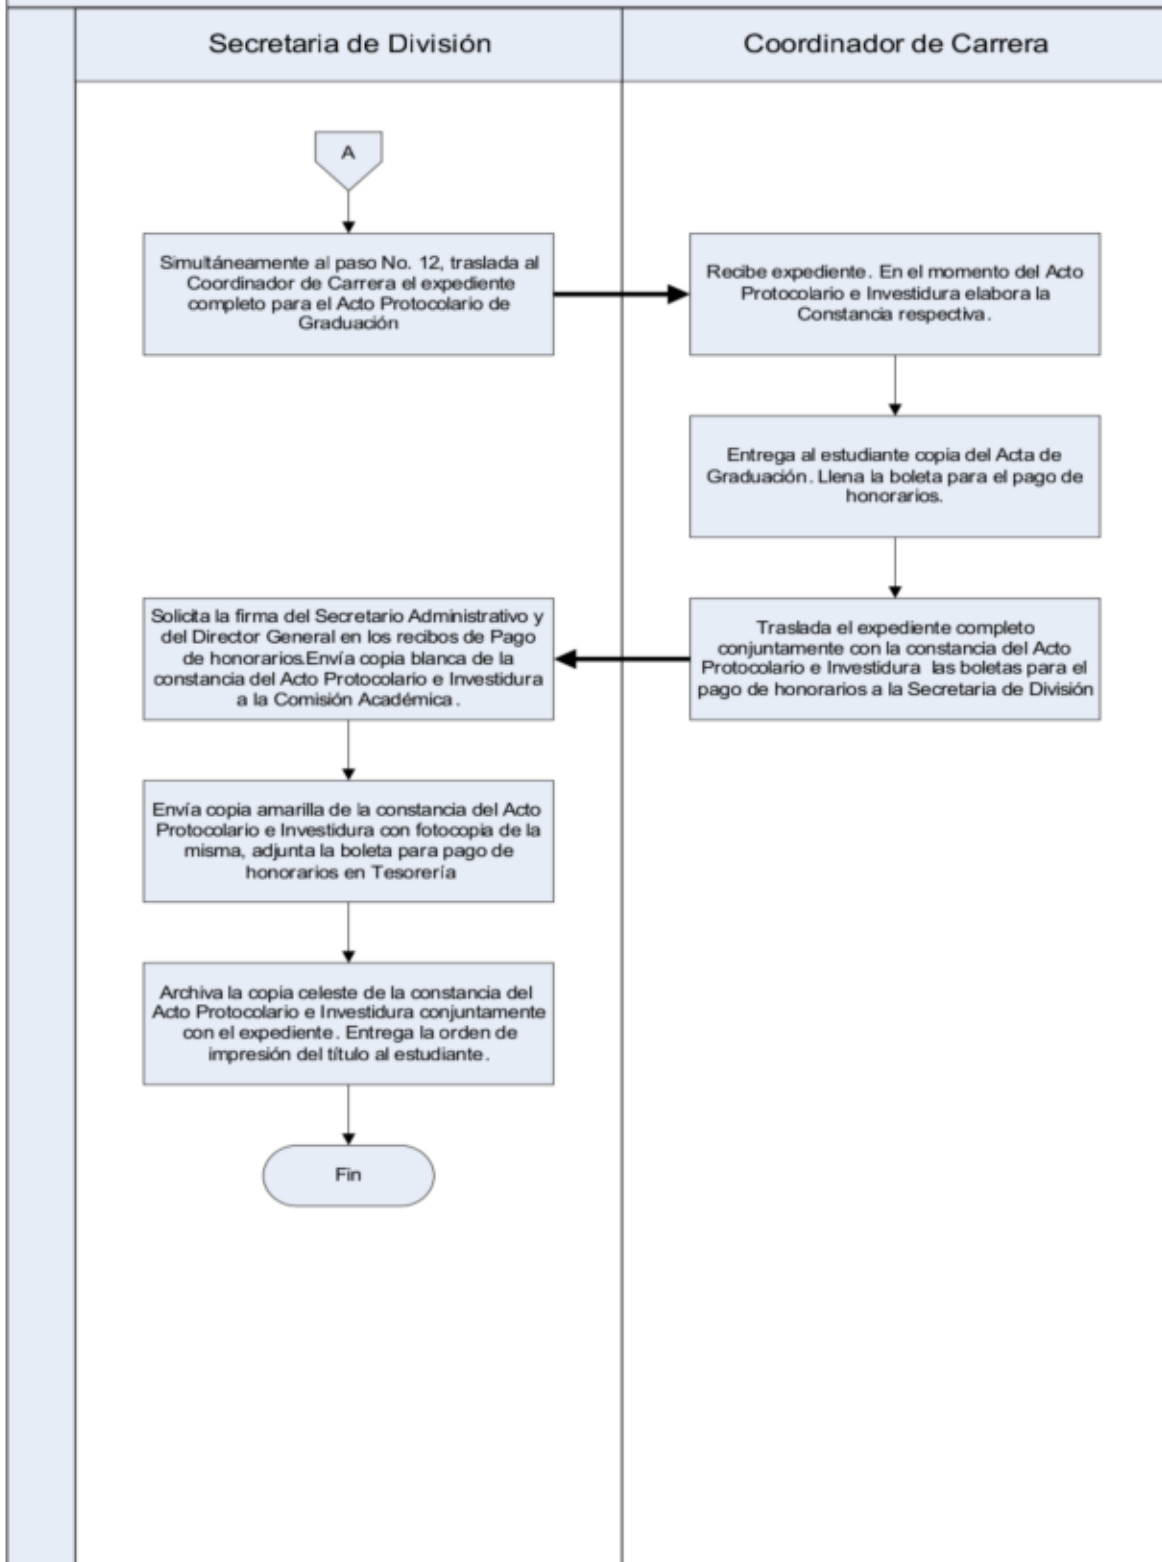 Secretaria de División
Coordinador de Carrera
A
Simultáneamente al paso No. 12, traslada al
Coordinador de Carrera el expediente
completo para el Acto Protocolario de
Graduación
Recibe expediente. En el momento del Acto
Protocolario e Investidura elabora la
Constancia respectiva.
Entrega al estudiante copia del Acta de
Graduación. Llena la boleta para el pago de
honorarios.
Traslada el expediente completo
conjuntamente con la constancia del Acto
Protocolario e Investidura las boletas para el
pago de honorarios a la Secretaria de División
Solicita la firma del Secretario Administrativo y
del Director General en los recibos de Pago
de honorarios.Envía copia blanca de la
constancia del Acto Protocolario e Investidura
a la Comisión Académica.
Envía copia amarilla de la constancia del Acto
Protocolario e Investidura con fotocopia de la
misma, adjunta la boleta para pago de
honorarios en Tesorería
Archiva la copia celeste de la constancia del
Acto Protocolario e Investidura conjuntamente
con el expediente. Entrega la orden de
impresión del título al estudiante.
Fin